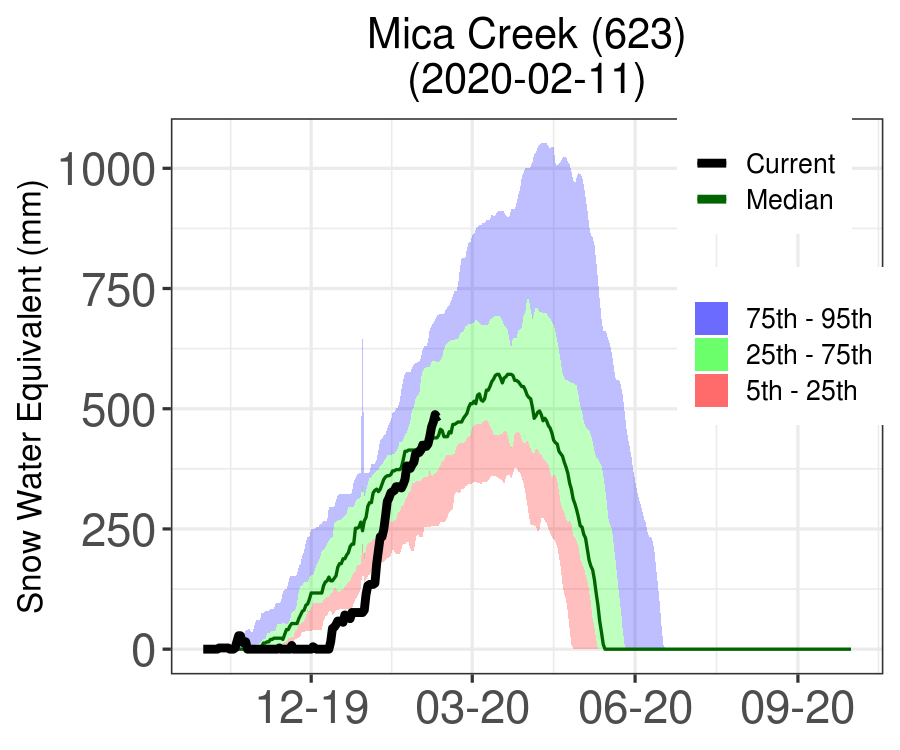 Mica Creek (623)
(2020-02-11)
Snow Water Equivalent (mm)
1000
750
500
250
0
12-19
03-20
06-20
09-20
Current
Median
75th - 95th
25th - 75th
5th - 25th